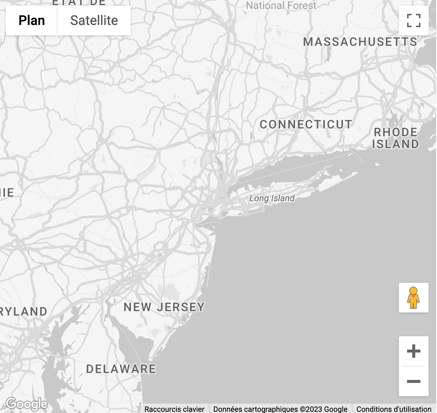 ÉTAT DE
National Forest
Plan
Satellite
MASSACHUSETTS
CONNECTICUT
RHODE
ISLAND
NIE
Long Island
RYLAND
NEW JERSEY
DELAWARE
Google
Raccourcis clavier
Données cartographiques ©2023 Google
Conditions d'utilisation